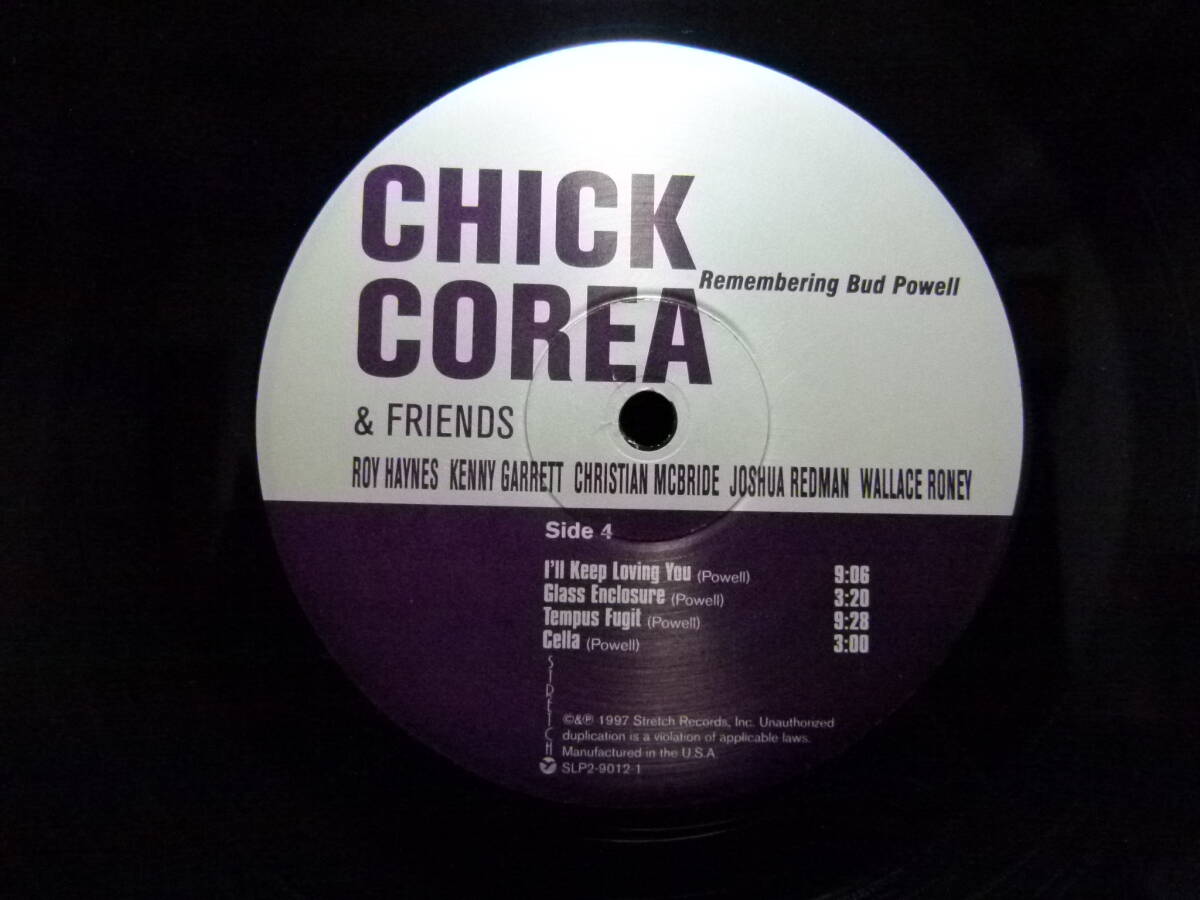 CHICK
COREA
Remembering Bud Powell
& FRIENDS
ROY HAYNES KENNY GARRETT CHRISTIAN MCBRIDE JOSHUA REDMAN WALLACE RONEY
Side 4
I'll Keep Loving You (Powell) 9:06
Glass Enclosure (Powell) 3:20
Tempus Fugit (Powell) 9:28
Celia (Powell) 3:00
STRETCH
©&℗ 1997 Stretch Records, Inc. Unauthorized
duplication is a violation of applicable laws.
Manufactured in the U.S.A.
SLP2-9012-1